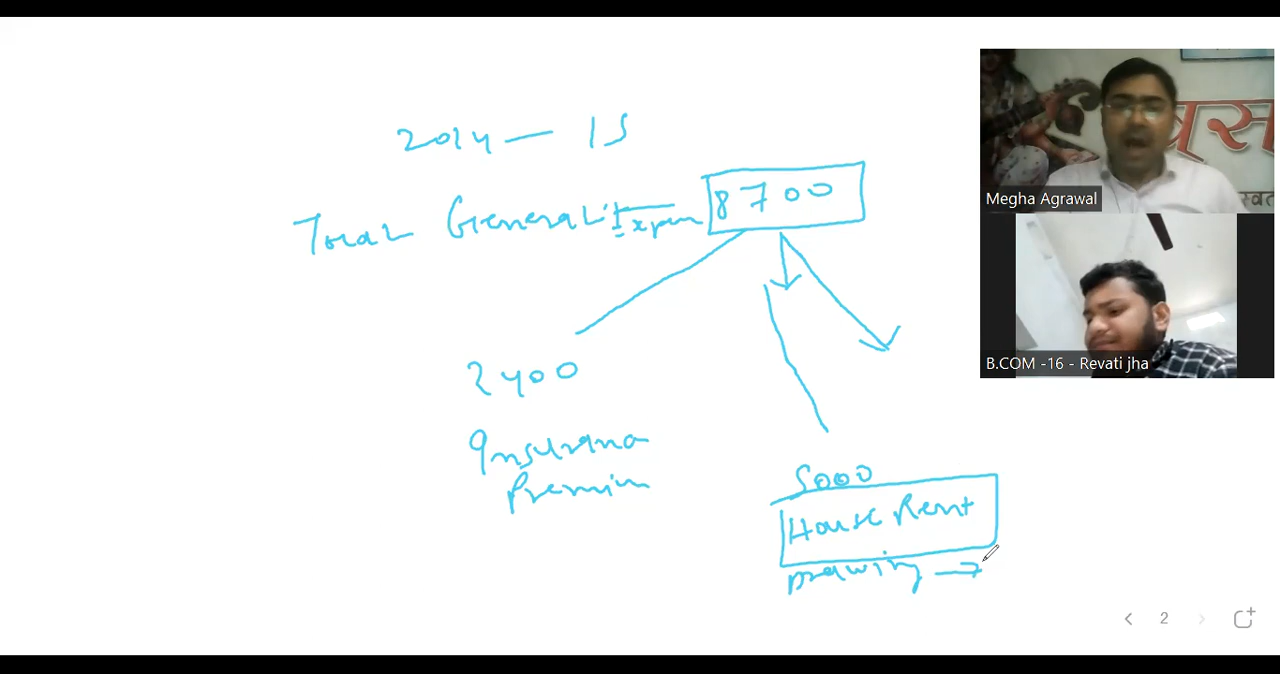 2014 — 15
Total General Expen 8700
2400
Insurance
Premium
5000
House Rent
Drawing →
Megha Agrawal
B.COM -16 - Revati jha
2